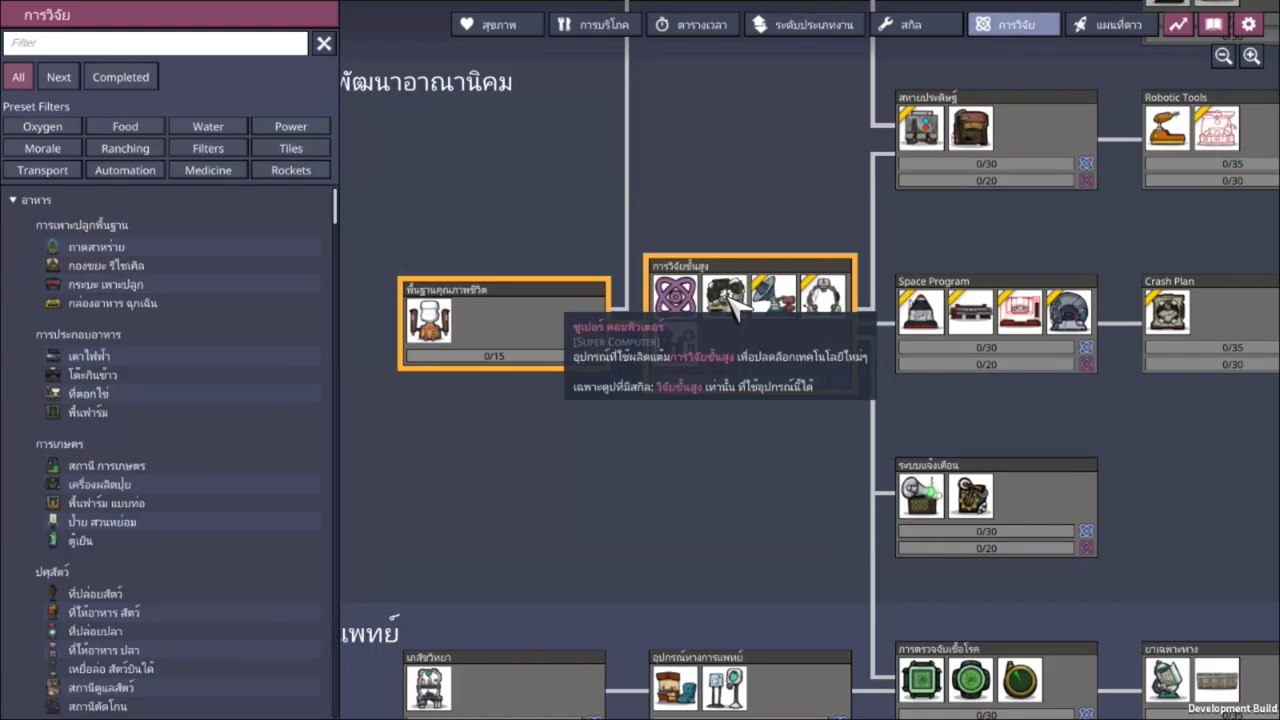 การวิจัย
Filter
All Next Completed
Preset Filters
Oxygen Food Water Power
Morale Ranching Filters Tiles
Transport Automation Medicine Rockets
อาหาร
การเพาะปลูกพื้นฐาน
ถาดสาหร่าย
กองขยะ รีไซเคิล
กระบะ เพาะปลูก
กล่องอาหาร ฉุกเฉิน
การประกอบอาหาร
เตาไฟฟ้า
โต๊ะกินข้าว
ที่ตอกไข่
พื้นฟาร์ม
การเกษตร
สถานี การเกษตร
เครื่องผลิตปุ๋ย
พื้นฟาร์ม แบบท่อ
ป้าย สวนหย่อม
ตู้เย็น
ปศุสัตว์
ที่ปล่อยสัตว์
ที่ให้อาหาร สัตว์
ที่ปล่อยปลา
ที่ให้อาหาร ปลา
เหยื่อล่อ สัตว์บินได้
สถานีดูแลสัตว์
สถานีตัดโกน
สุขภาพ การบริโภค ตารางเวลา ระดับประเภทงาน สกิล การวิจัย แผนที่ดาว
พัฒนาอาณานิคม
สหายประดิษฐ์
0/30
0/20
Robotic Tools
0/35
0/30
พื้นฐานคุณภาพชีวิต
0/15
การวิจัยขั้นสูง
ซูเปอร์ คอมพิวเตอร์
[SUPER COMPUTER]
อุปกรณ์ที่ใช้ผลิตแต้มการวิจัยขั้นสูง เพื่อปลดล็อกเทคโนโลยีใหม่ๆ
เฉพาะดูปที่มีสกิล: วิจัยขั้นสูง เท่านั้น ที่ใช้อุปกรณ์นี้ได้
Space Program
0/30
0/20
Crash Plan
0/35
0/30
ระบบแจ้งเตือน
0/30
0/20
แพทย์
เภสัชวิทยา
อุปกรณ์ทางการแพทย์
การตรวจจับเชื้อโรค
0/30
ยาเฉพาะทาง
Development Build